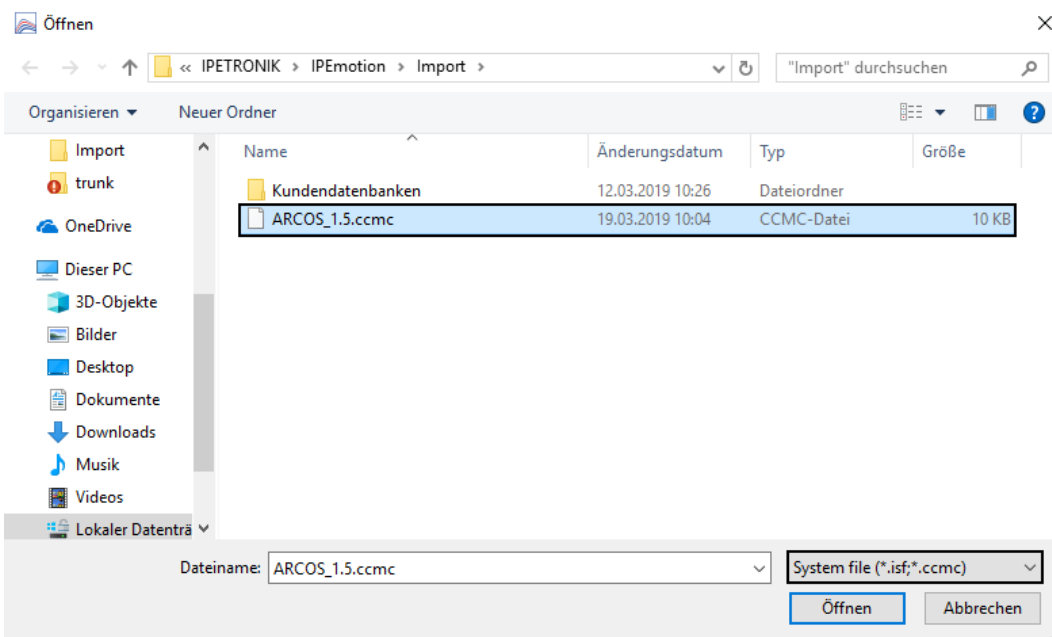 Öffnen
« IPETRONIK › IPEmotion › Import ›
"Import" durchsuchen
Organisieren
Neuer Ordner
Name Änderungsdatum Typ Größe
Kundendatenbanken 12.03.2019 10:26 Dateiordner
ARCOS_1.5.ccmc 19.03.2019 10:04 CCMC-Datei 10 KB
Import
trunk
OneDrive
Dieser PC
3D-Objekte
Bilder
Desktop
Dokumente
Downloads
Musik
Videos
Lokaler Datenträ
Dateiname: ARCOS_1.5.ccmc
System file (*.isf;*.ccmc)
Öffnen
Abbrechen